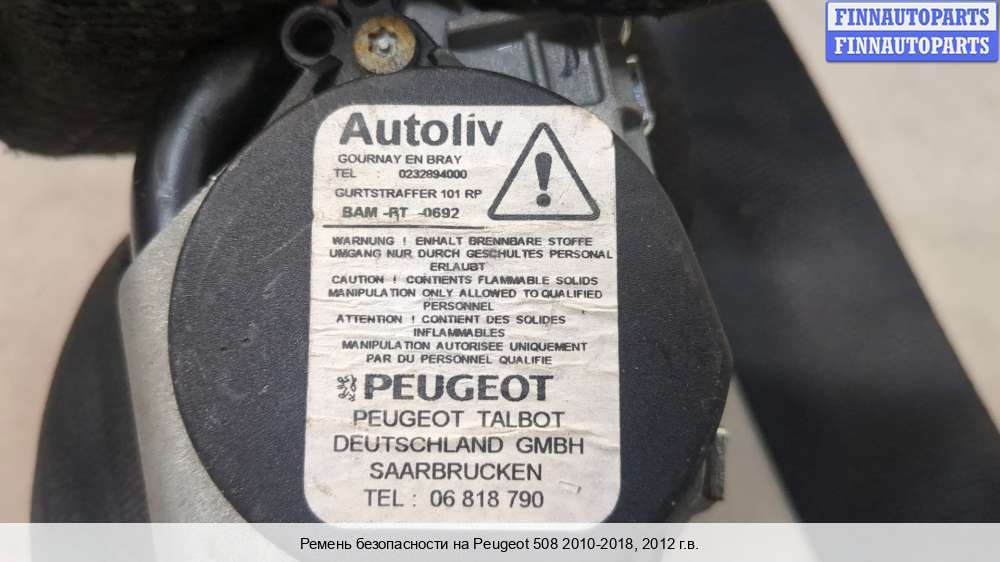 FINNAUTOPARTS
FINNAUTOPARTS
Autoliv
GOURNAY EN BRAY
TEL : 0232894000
GURTSTRAFFER 101 RP
BAM -RT -0692
!
WARNUNG ! ENHALT BRENNBARE STOFFE
UMGANG NUR DURCH GESCHULTES PERSONAL
ERLAUBT
CAUTION ! CONTIENTS FLAMMABLE SOLIDS
MANIPULATION ONLY ALLOWED TO QUALIFIED
PERSONNEL
ATTENTION ! CONTIENT DES SOLIDES
INFLAMMABLES
MANIPULATION AUTORISEE UNIQUEMENT
PAR DU PERSONNEL QUALIFIE
PEUGEOT
PEUGEOT TALBOT
DEUTSCHLAND GMBH
SAARBRUCKEN
TEL : 06 818 790
Ремень безопасности на Peugeot 508 2010-2018, 2012 г.в.